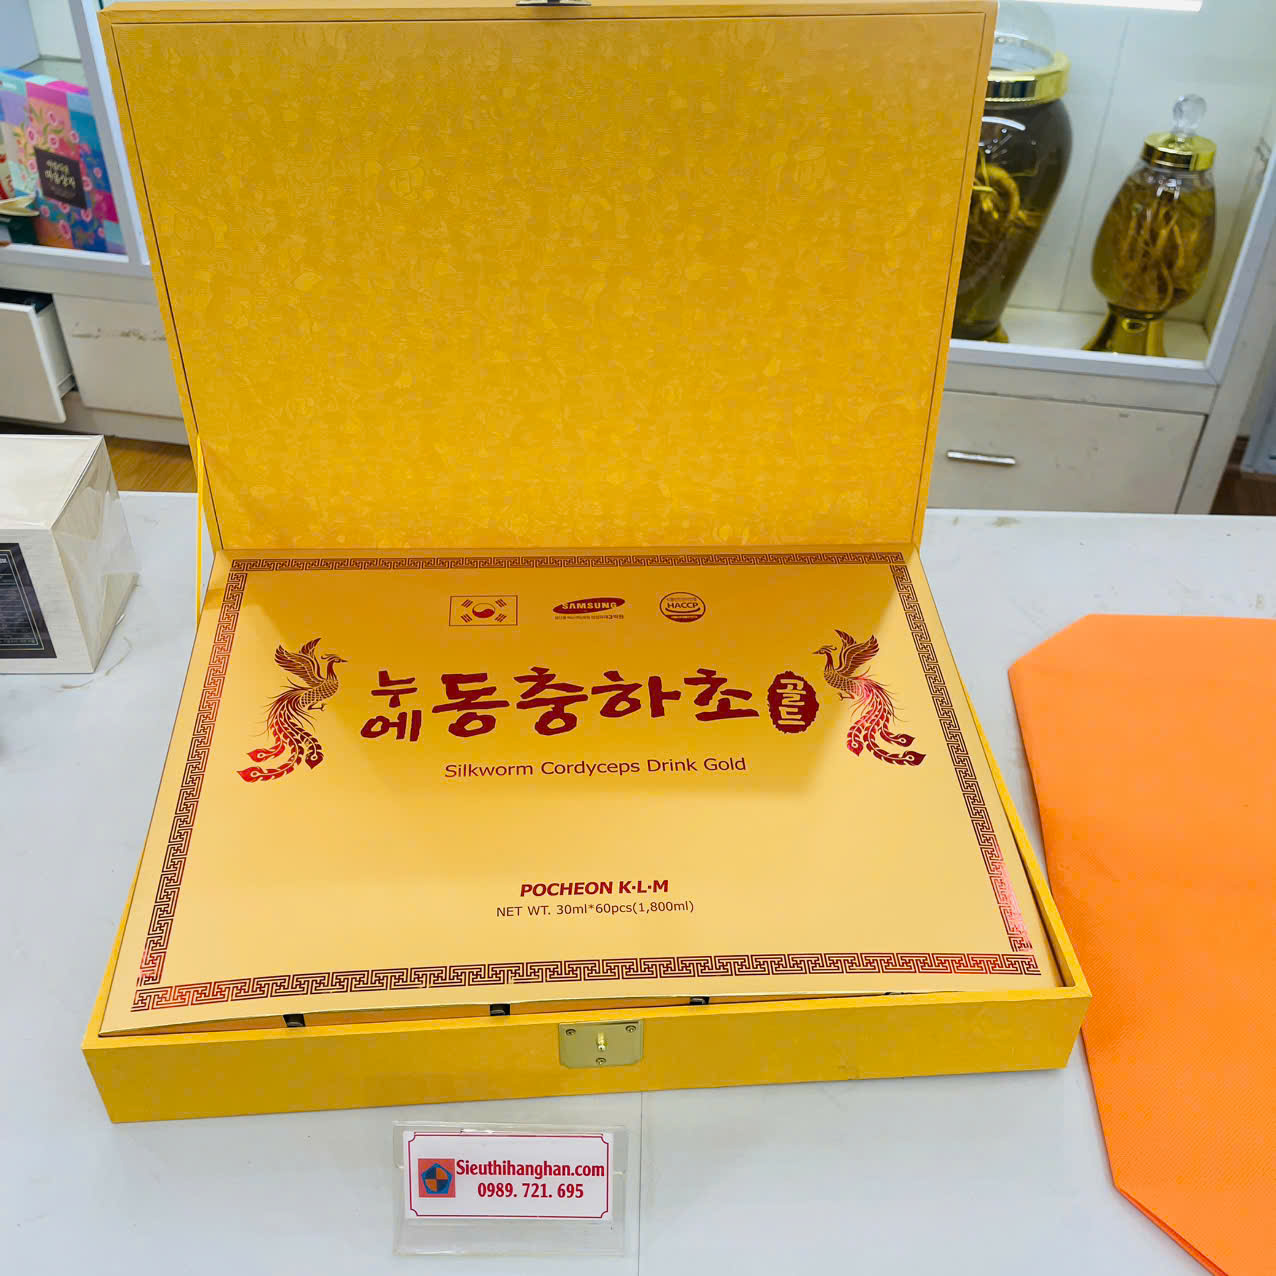 SAMSUNG
HACCP
누에동충하초 골드
Silkworm Cordyceps Drink Gold
POCHEON K·L·M
NET WT. 30ml*60pcs(1,800ml)
Sieuthihanghan.com
0989. 721. 695